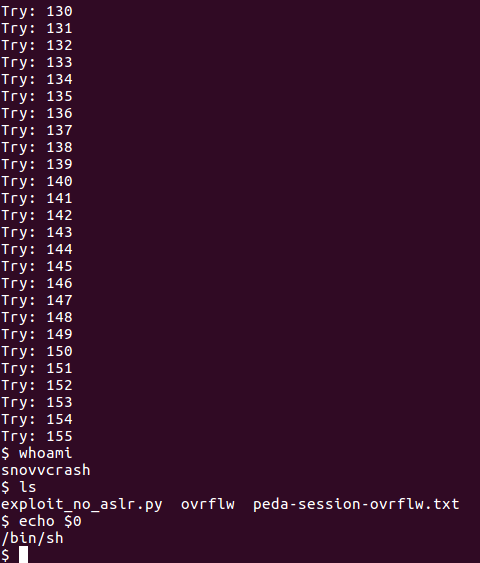 Try: 130
Try: 131
Try: 132
Try: 133
Try: 134
Try: 135
Try: 136
Try: 137
Try: 138
Try: 139
Try: 140
Try: 141
Try: 142
Try: 143
Try: 144
Try: 145
Try: 146
Try: 147
Try: 148
Try: 149
Try: 150
Try: 151
Try: 152
Try: 153
Try: 154
Try: 155
$ whoami
snovvcrash
$ ls
exploit_no_aslr.py  ovrflw  peda-session-ovrflw.txt
$ echo $0
/bin/sh
$